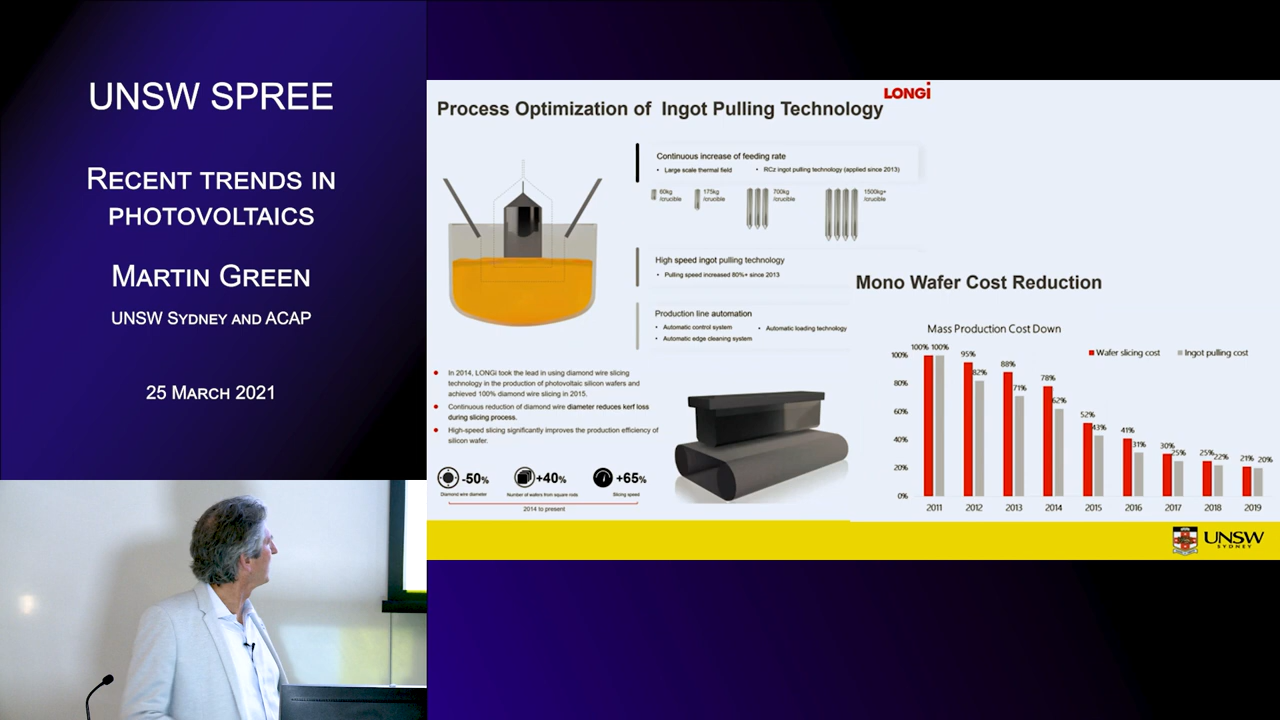 UNSW SPREE
RECENT TRENDS IN
PHOTOVOLTAICS
MARTIN GREEN
UNSW SYDNEY AND ACAP
25 MARCH 2021
LONGi
Process Optimization of Ingot Pulling Technology
Continuous increase of feeding rate
• Large scale thermal field • RCz ingot pulling technology (applied since 2013)
60kg
/crucible
175kg
/crucible
700kg
/crucible
1500kg+
/crucible
High speed ingot pulling technology
• Pulling speed increased 80%+ since 2013
Production line automation
• Automatic control system • Automatic loading technology
• Automatic edge cleaning system
• In 2014, LONGi took the lead in using diamond wire slicing
technology in the production of photovoltaic silicon wafers and
achieved 100% diamond wire slicing in 2015.
• Continuous reduction of diamond wire diameter reduces kerf loss
during slicing process.
• High-speed slicing significantly improves the production efficiency of
silicon wafer.
-50% +40% +65%
Diamond wire diameter Number of wafers from square rods Slicing speed
2014 to present
Mono Wafer Cost Reduction
Mass Production Cost Down
Wafer slicing cost Ingot pulling cost
100%
80%
60%
40%
20%
0%
100% 100%
95% 82%
88% 71%
78% 62%
52% 43%
41% 31%
30% 25%
25% 22%
21% 20%
2011 2012 2013 2014 2015 2016 2017 2018 2019
UNSW
SYDNEY